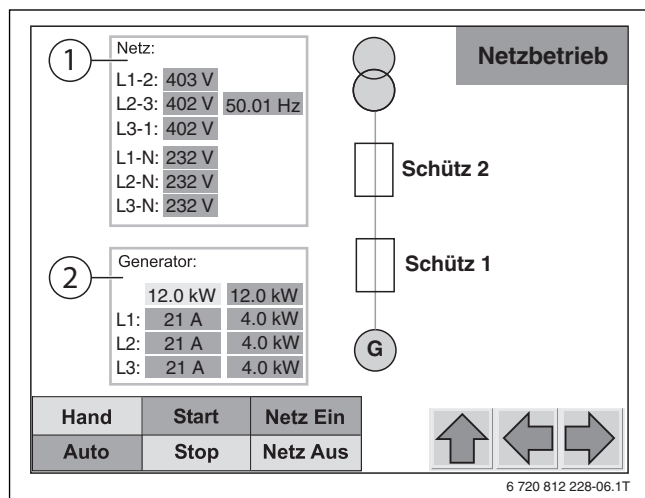 1
Netz:
L1-2: 403 V
L2-3: 402 V 50.01 Hz
L3-1: 402 V
L1-N: 232 V
L2-N: 232 V
L3-N: 232 V
Netzbetrieb
Schütz 2
Schütz 1
G
2
Generator:
12.0 kW 12.0 kW
L1: 21 A 4.0 kW
L2: 21 A 4.0 kW
L3: 21 A 4.0 kW
Hand Start Netz Ein
Auto Stop Netz Aus
6 720 812 228-06.1T